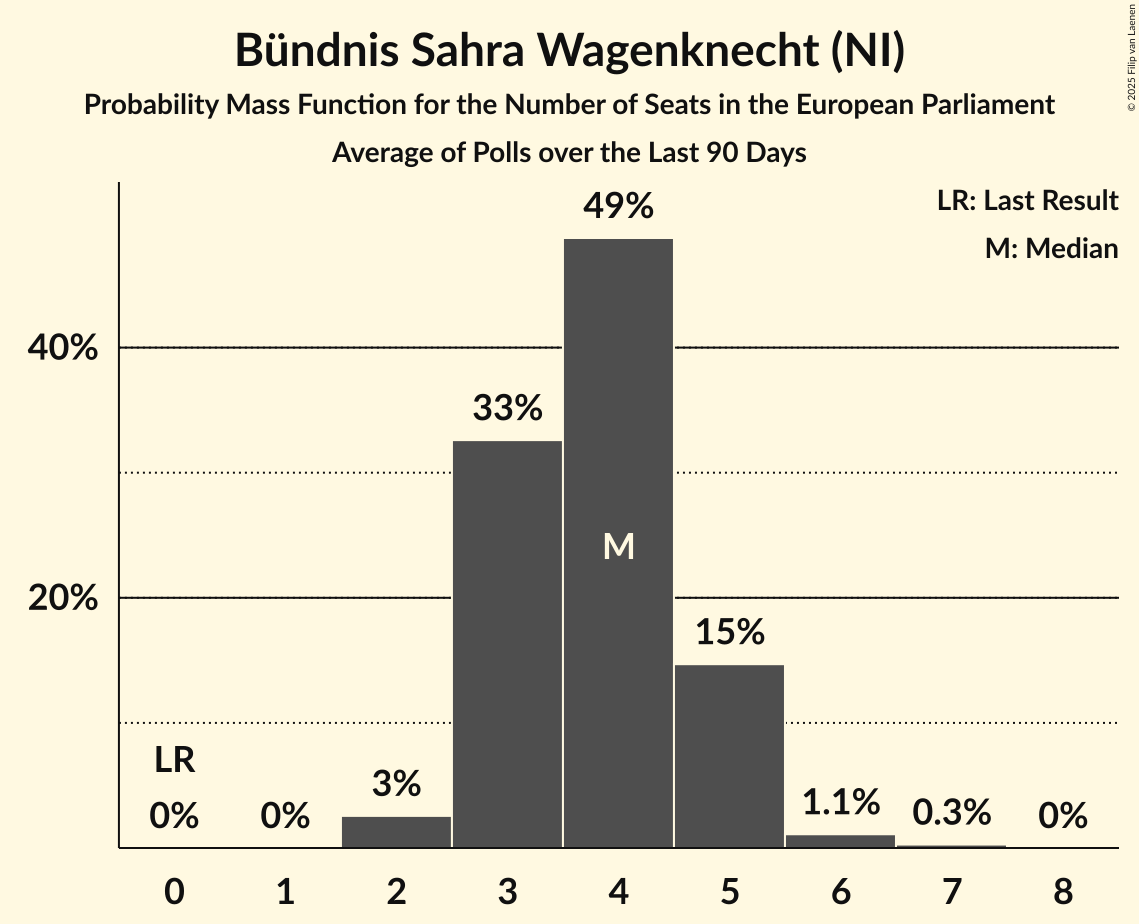 Bündnis Sahra Wagenknecht (NI)
Probability Mass Function for the Number of Seats in the European Parliament
Average of Polls over the Last 90 Days
© 2025 Filip van Laenen
LR: Last Result
M: Median
49%
40%
33%
M
20%
15%
LR
0%
0%
3%
1.1%
0.3%
0%
0 1 2 3 4 5 6 7 8